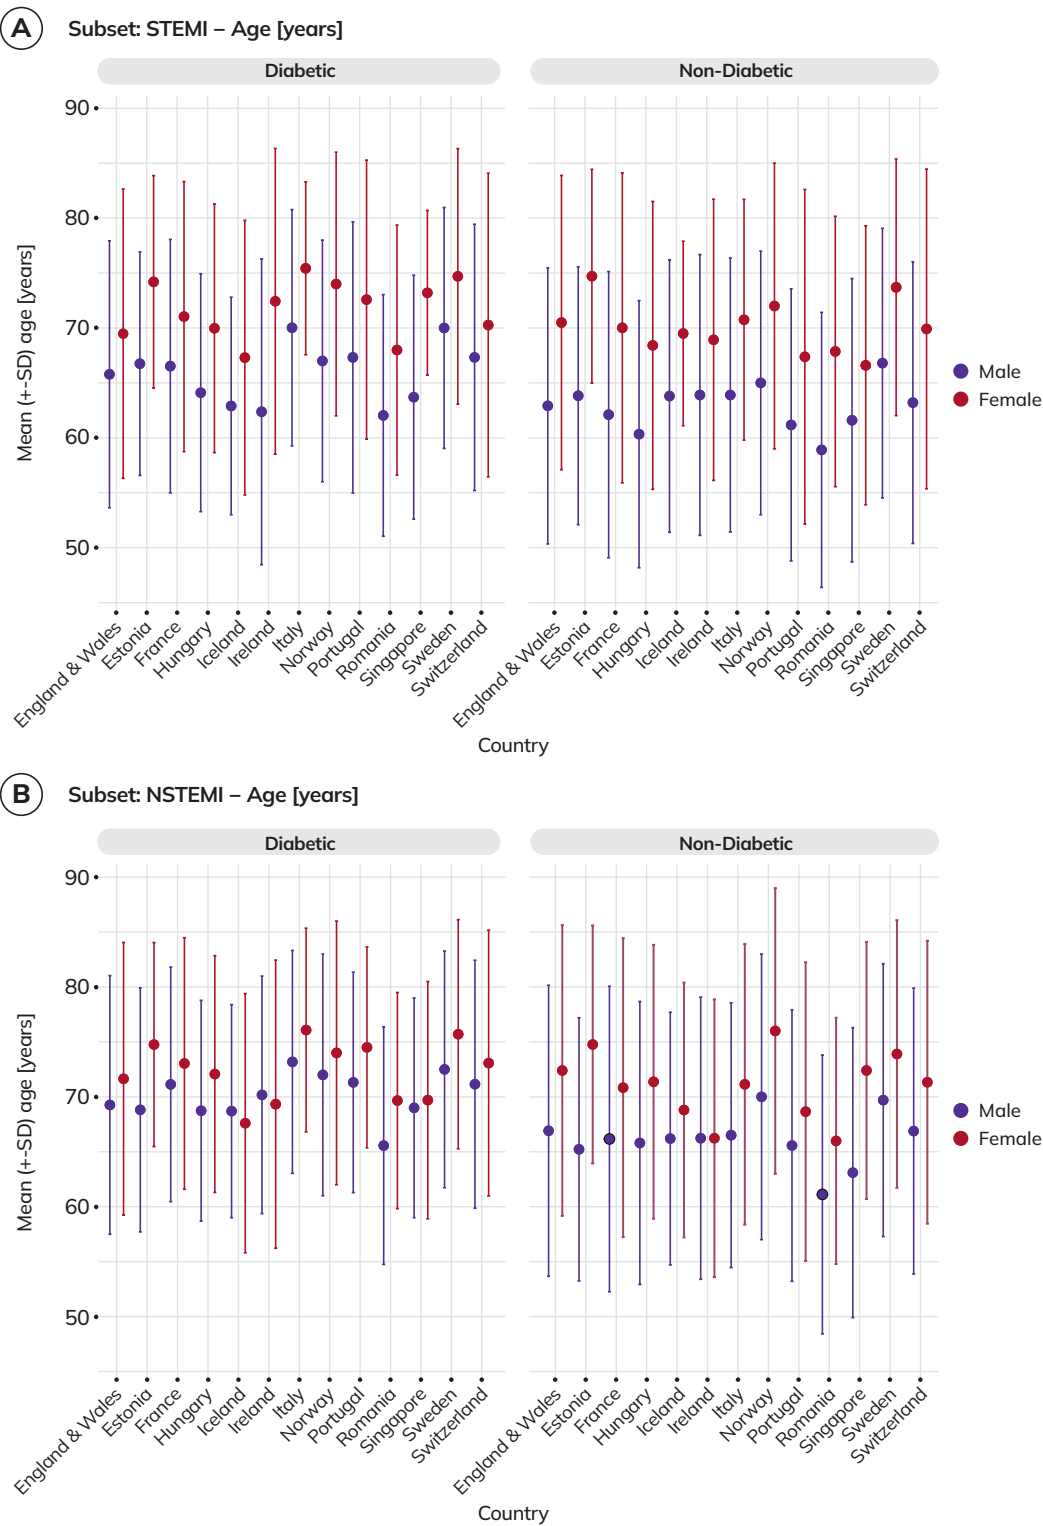 A Subset: STEMI – Age [years]
Diabetic Non-Diabetic
Mean (+-SD) age [years]
90
80
70
60
50
Male
Female
England & Wales Estonia France Hungary Iceland Ireland Italy Norway Portugal Romania Singapore Sweden Switzerland
England & Wales Estonia France Hungary Iceland Ireland Italy Norway Portugal Romania Singapore Sweden Switzerland
Country
B Subset: NSTEMI – Age [years]
Diabetic Non-Diabetic
Mean (+-SD) age [years]
90
80
70
60
50
Male
Female
England & Wales Estonia France Hungary Iceland Ireland Italy Norway Portugal Romania Singapore Sweden Switzerland
England & Wales Estonia France Hungary Iceland Ireland Italy Norway Portugal Romania Singapore Sweden Switzerland
Country